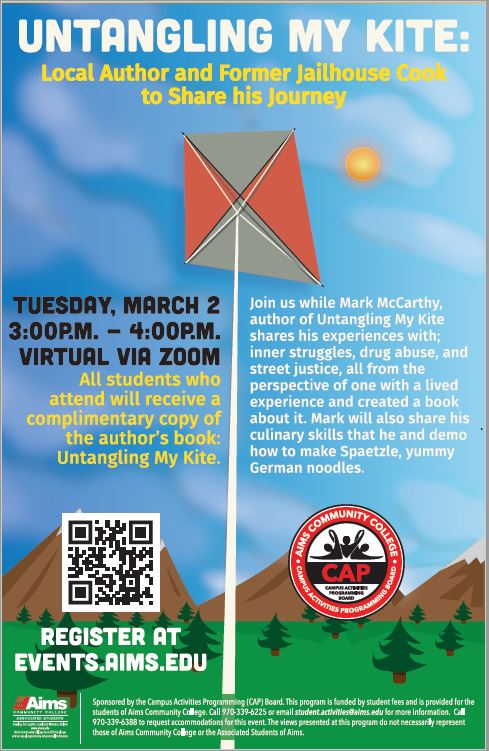 UNTANGLING MY KITE:
Local Author and Former Jailhouse Cook
to Share his Journey
TUESDAY, MARCH 2
3:00P.M. – 4:00P.M.
VIRTUAL VIA ZOOM
All students who
attend will receive a
complimentary copy of
the author's book:
Untangling My Kite.
Join us while Mark McCarthy,
author of Untangling My Kite
shares his experiences with;
inner struggles, drug abuse, and
street justice, all from the
perspective of one with a lived
experience and created a book
about it. Mark will also share his
culinary skills that he and demo
how to make Spaetzle, yummy
German noodles.
AIMS COMMUNITY COLLEGE
CAP
CAMPUS ACTIVITIES
PROGRAMMING
BOARD
CAMPUS ACTIVITIES PROGRAMMING BOARD
REGISTER AT
EVENTS.AIMS.EDU
Aims
COMMUNITY COLLEGE
ASSOCIATED STUDENTS
Sponsored by the Campus Activities Programming (CAP) Board. This program is funded by student fees and is provided for the
students of Aims Community College. Call 970-339-6225 or email student.activities@aims.edu for more information. Call
970-339-6388 to request accommodations for this event. The views presented at this program do not necessarily represent
those of Aims Community College or the Associated Students of Aims.